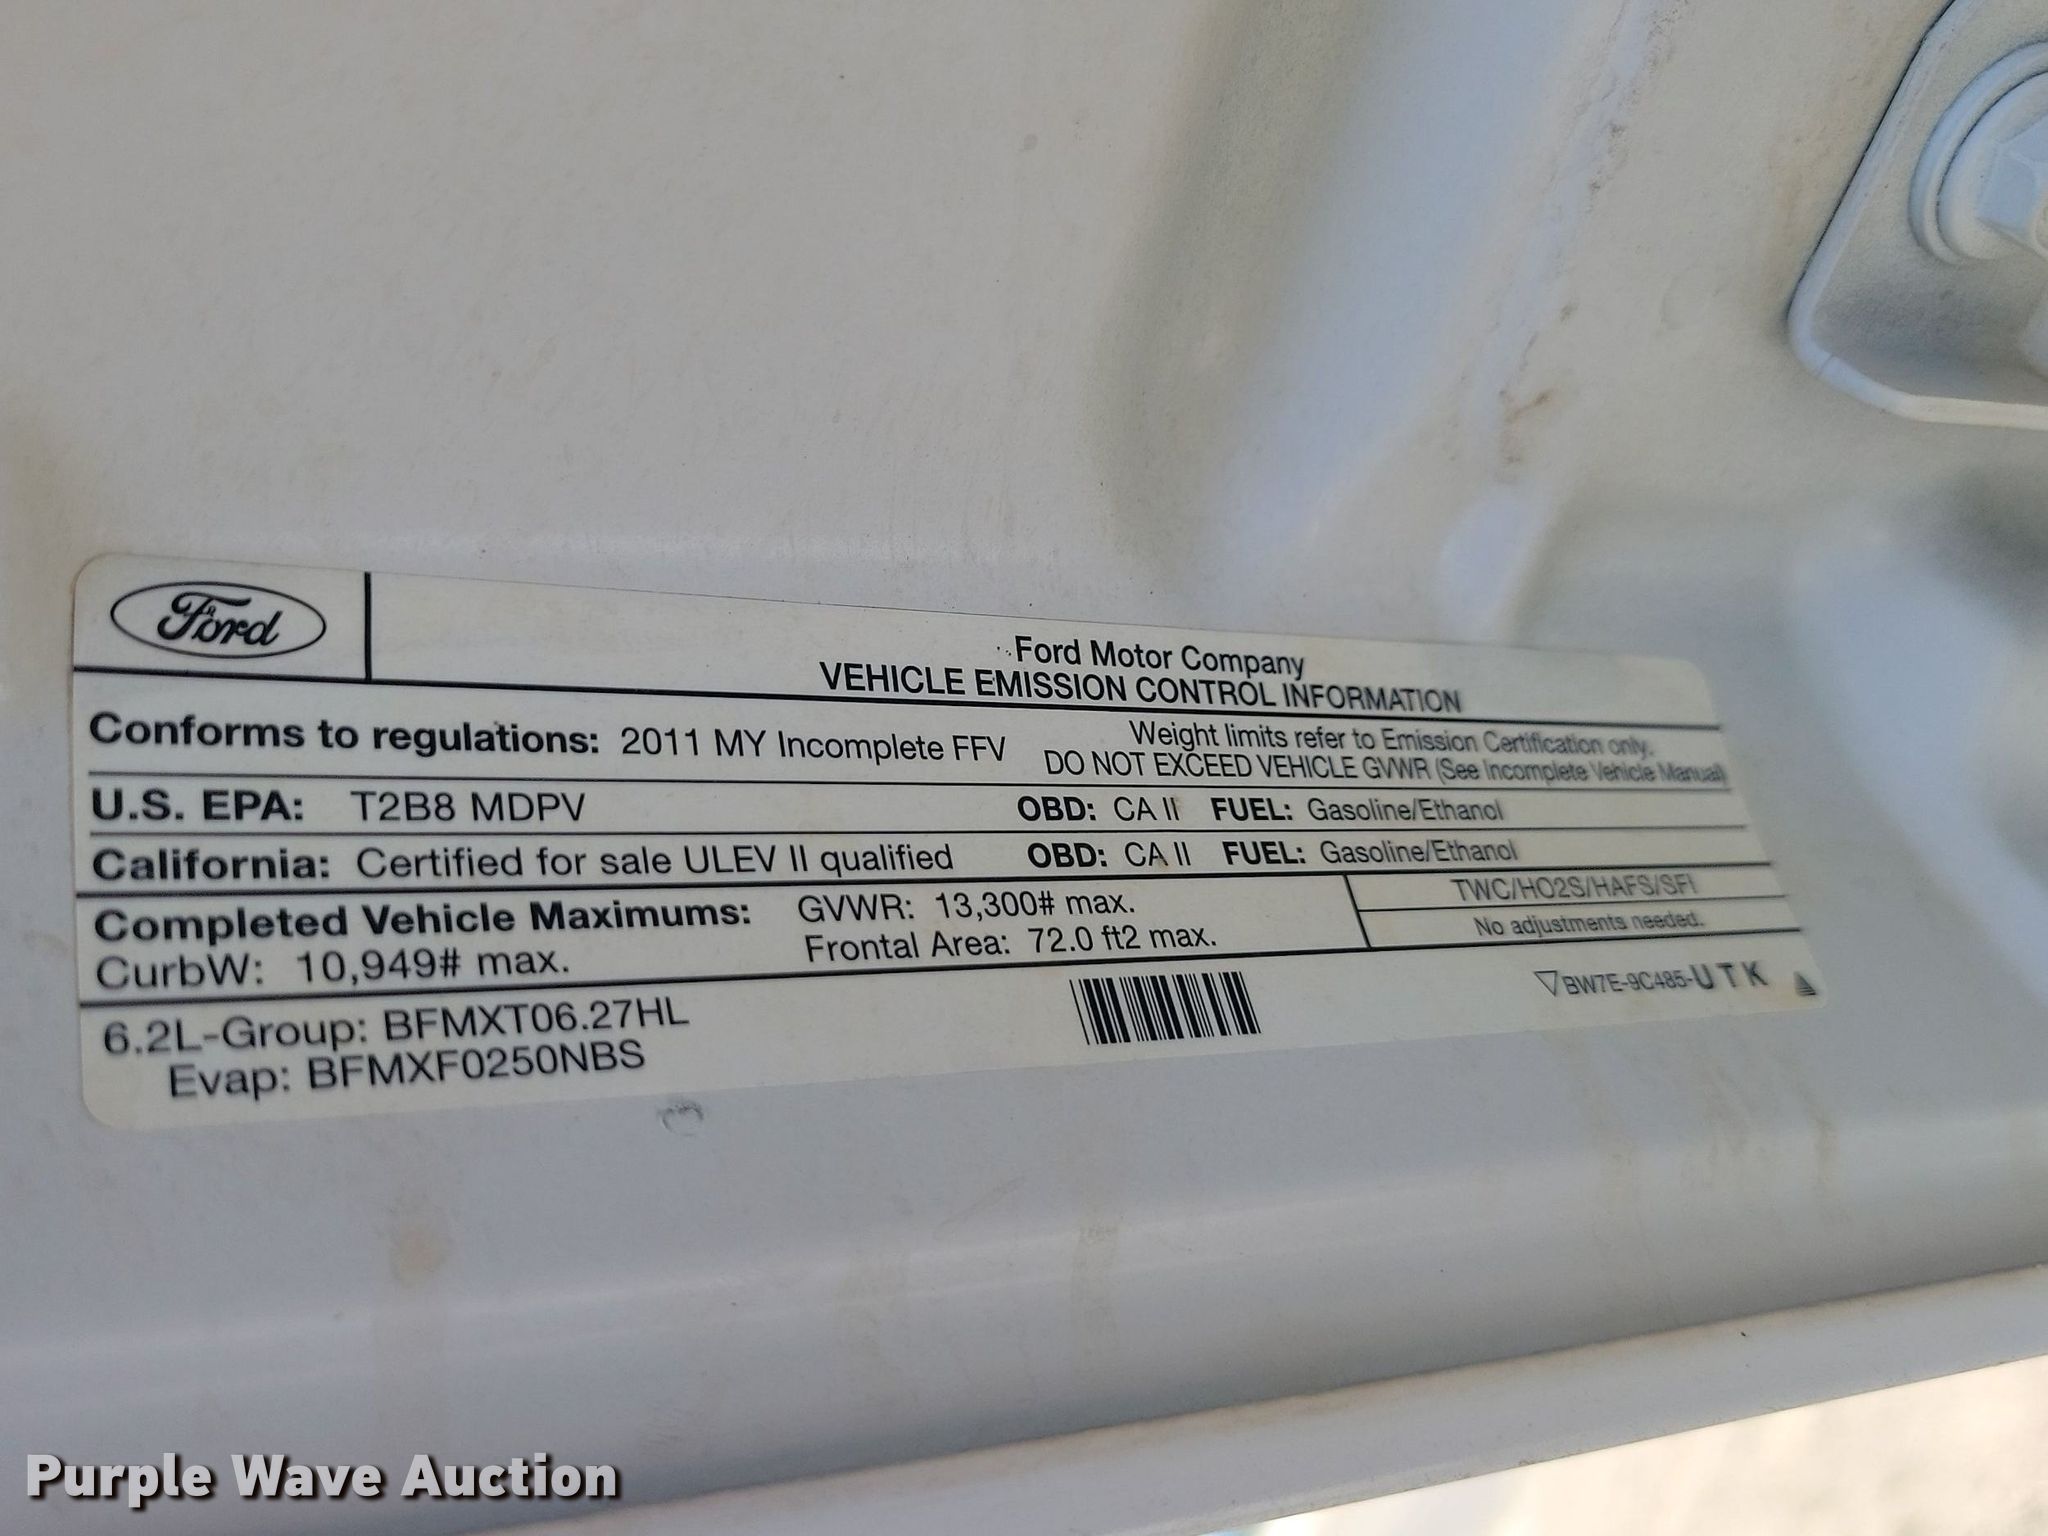 Ford
Ford Motor Company
VEHICLE EMISSION CONTROL INFORMATION
Conforms to regulations: 2011 MY Incomplete FFV
Weight limits refer to Emission Certification only.
DO NOT EXCEED VEHICLE GVWR (See Incomplete Vehicle Manual)
U.S. EPA: T2B8 MDPV OBD: CA II FUEL: Gasoline/Ethanol
California: Certified for sale ULEV II qualified OBD: CA II FUEL: Gasoline/Ethanol
Completed Vehicle Maximums: GVWR: 13,300# max.
CurbW: 10,949# max. Frontal Area: 72.0 ft2 max.
TWC/HO2S/HAFS/SFI
No adjustments needed.
6.2L-Group: BFMXT06.27HL
Evap: BFMXF0250NBS
BW7E-9C485-UTK
Purple Wave Auction